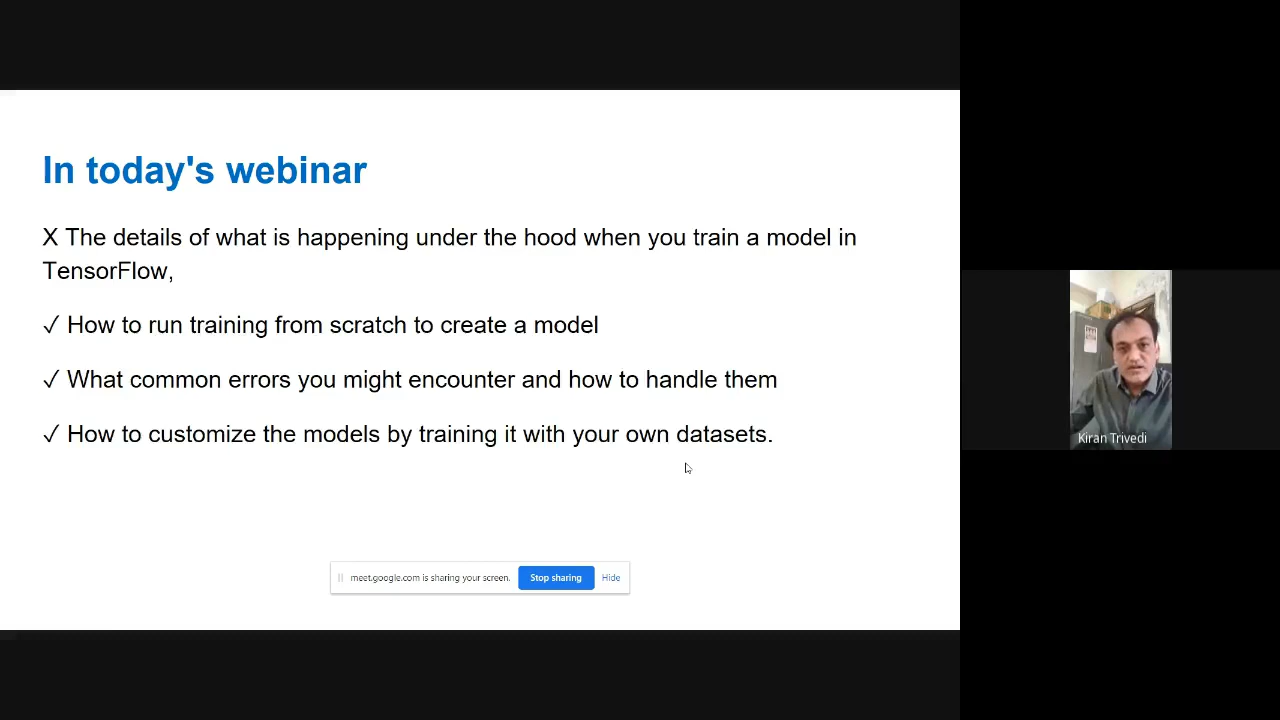 In today's webinar
X The details of what is happening under the hood when you train a model in
TensorFlow,
✓ How to run training from scratch to create a model
✓ What common errors you might encounter and how to handle them
✓ How to customize the models by training it with your own datasets.
Kiran Trivedi
meet.google.com is sharing your screen.
Stop sharing
Hide